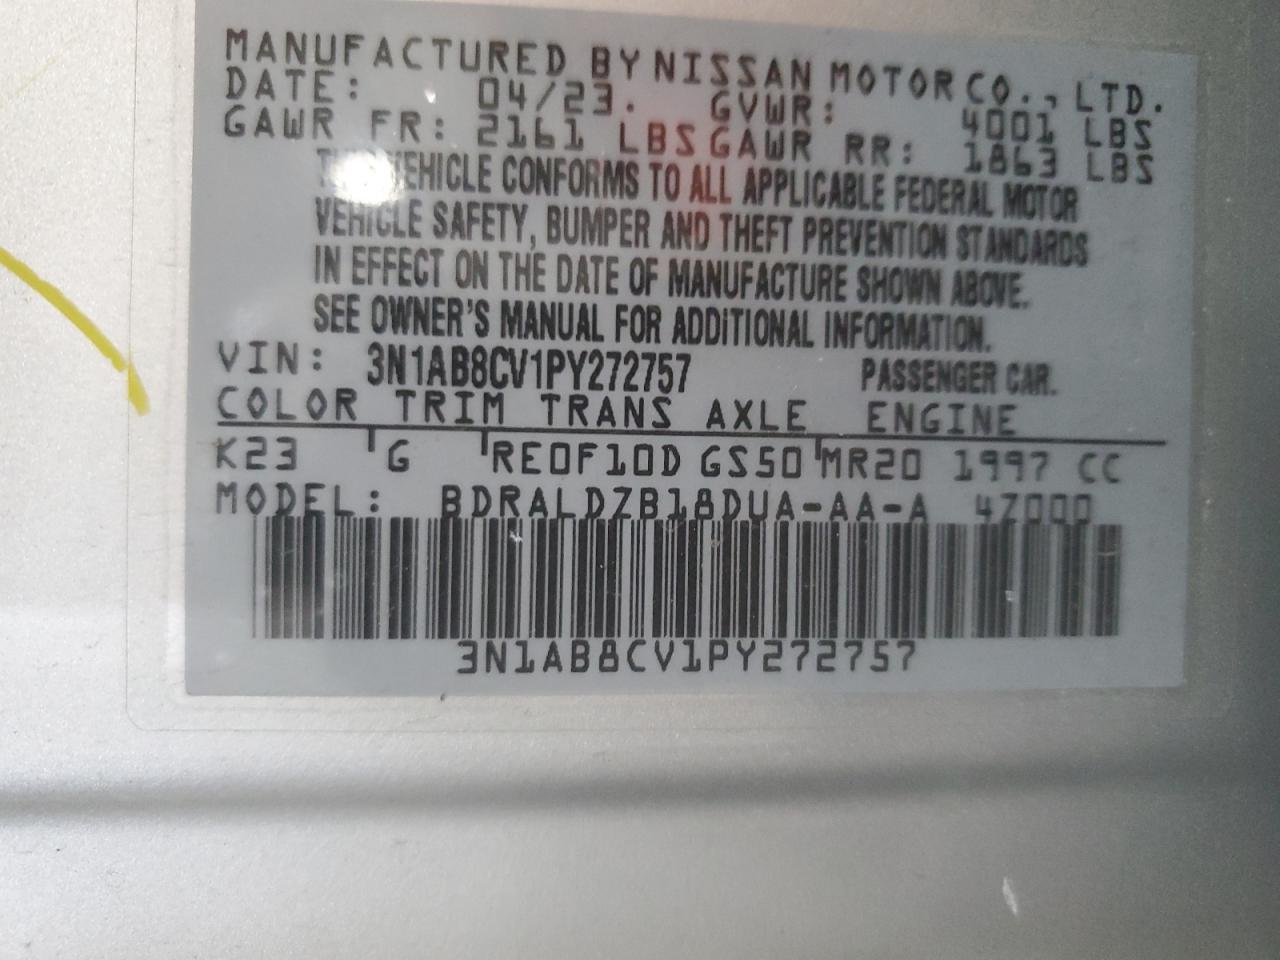 MANUFACTURED BY NISSAN MOTOR CO., LTD.
DATE: 04/23. GVWR: 4001 LBS
GAWR FR: 2161 LBS GAWR RR: 1863 LBS
VEHICLE CONFORMS TO ALL APPLICABLE FEDERAL MOTOR
VEHICLE SAFETY, BUMPER AND THEFT PREVENTION STANDARDS
IN EFFECT ON THE DATE OF MANUFACTURE SHOWN ABOVE.
SEE OWNER'S MANUAL FOR ADDITIONAL INFORMATION.
VIN: 3N1AB8CV1PY272757 PASSENGER CAR.
COLOR TRIM TRANS AXLE ENGINE
K23 G RE0F10D GS50 MR20 1997 CC
MODEL: BDRALDZB18DUA-AA-A 4Z000
3N1AB8CV1PY272757